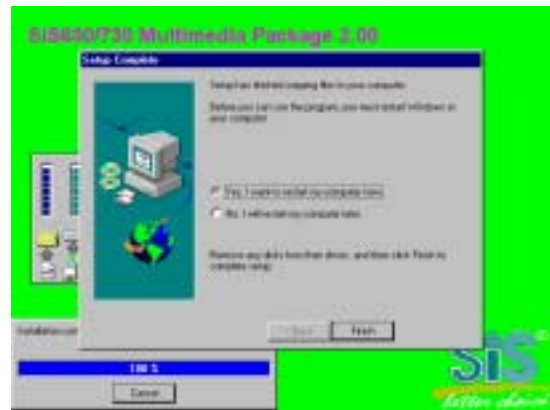 SiS630/730 Multimedia Package 2.00
Setup Complete
Setup has finished copying files to your computer.
Before you can use the program, you must restart Windows or
your computer.
Yes, I want to restart my computer now.
No, I will restart my computer later.
Remove any disks from their drives, and then click Finish to
complete setup.
< Back
Finish
100 %
Cancel
SiS
better choice